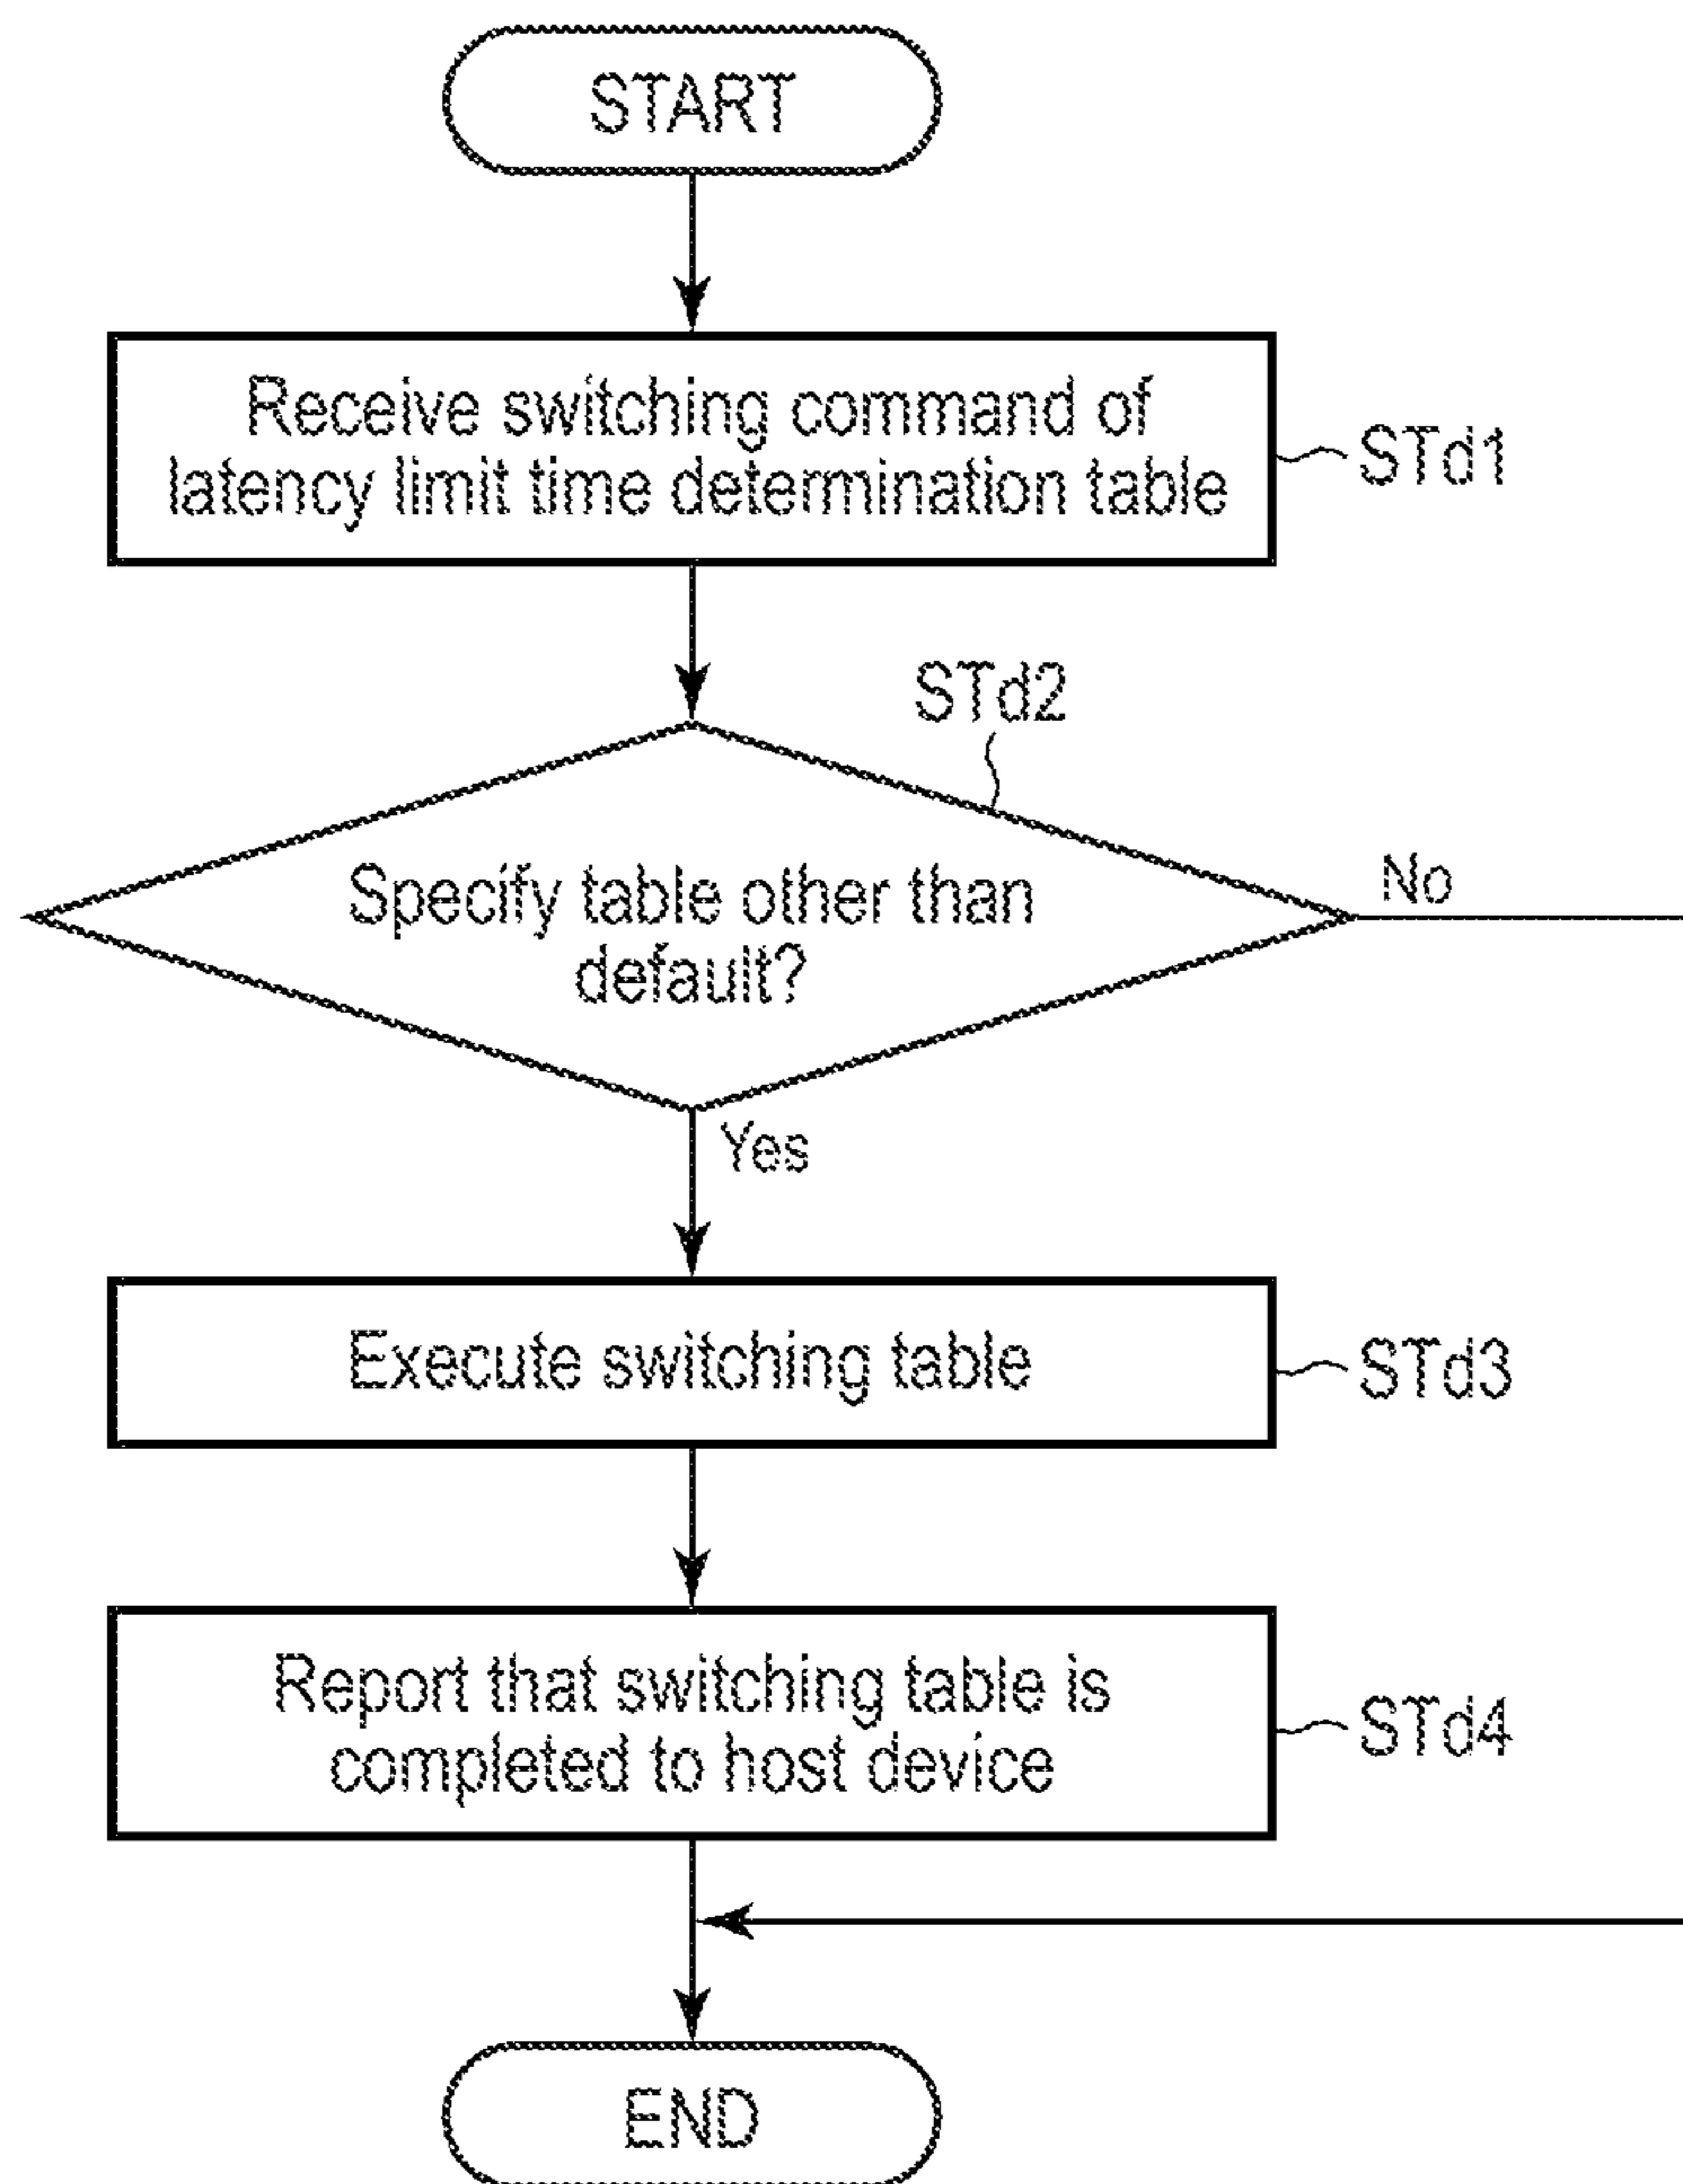 START
Receive switching command of
latency limit time determination table
STd1
STd2
Specify table other than
default?
No
Yes
Execute switching table
STd3
Report that switching table is
completed to host device
STd4
END